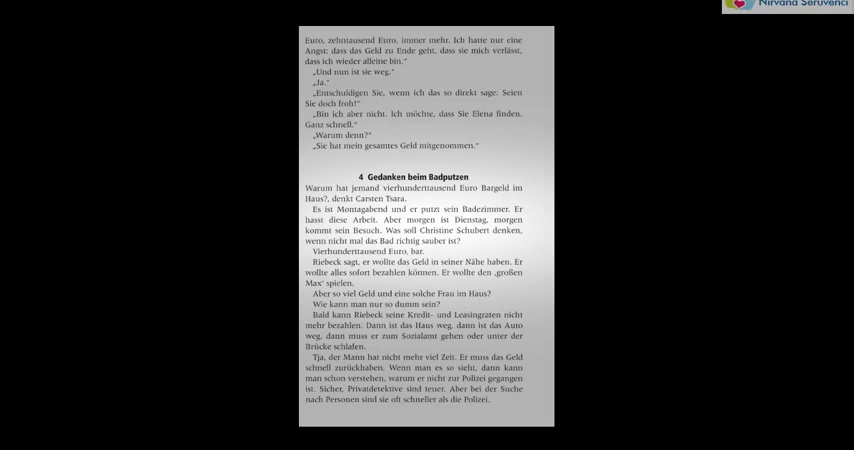 Nirvana Serüvenci
Euro, zehntausend Euro, immer mehr. Ich hatte nur eine
Angst: dass das Geld zu Ende geht, dass sie mich verlässt,
dass ich wieder alleine bin.“
„Und nun ist sie weg.“
„Ja.“
„Entschuldigen Sie, wenn ich das so direkt sage: Seien
Sie doch froh!“
„Bin ich aber nicht. Ich möchte, dass Sie Elena finden.
Ganz schnell.“
„Warum denn?“
„Sie hat mein gesamtes Geld mitgenommen.“
4 Gedanken beim Badputzen
Warum hat jemand vierhunderttausend Euro Bargeld im
Haus?, denkt Carsten Tsara.
Es ist Montagabend und er putzt sein Badezimmer. Er
hasst diese Arbeit. Aber morgen ist Dienstag, morgen
kommt sein Besuch. Was soll Christine Schubert denken,
wenn nicht mal das Bad richtig sauber ist?
Vierhunderttausend Euro, bar.
Riebeck sagt, er wollte das Geld in seiner Nähe haben. Er
wollte alles sofort bezahlen können. Er wollte den ‚großen
Max‘ spielen.
Aber so viel Geld und eine solche Frau im Haus?
Wie kann man nur so dumm sein?
Bald kann Riebeck seine Kredit- und Leasingraten nicht
mehr bezahlen. Dann ist das Haus weg, dann ist das Auto
weg, dann muss er zum Sozialamt gehen oder unter der
Brücke schlafen.
Tja, der Mann hat nicht mehr viel Zeit. Er muss das Geld
schnell zurückhaben. Wenn man es so sieht, dann kann
man schon verstehen, warum er nicht zur Polizei gegangen
ist. Sicher, Privatdetektive sind teuer. Aber bei der Suche
nach Personen sind sie oft schneller als die Polizei.